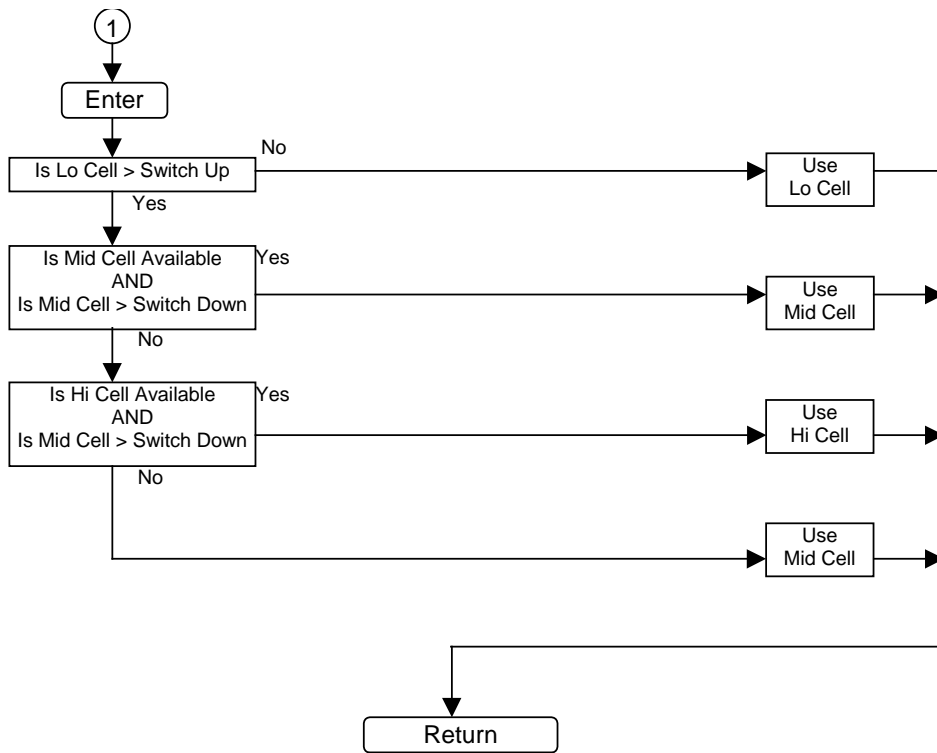 1
Enter
No
Is Lo Cell > Switch Up
Use
Lo Cell
Yes
Is Mid Cell Available
AND
Is Mid Cell > Switch Down
Yes
Use
Mid Cell
No
Is Hi Cell Available
AND
Is Mid Cell > Switch Down
Yes
Use
Hi Cell
No
Use
Mid Cell
Return